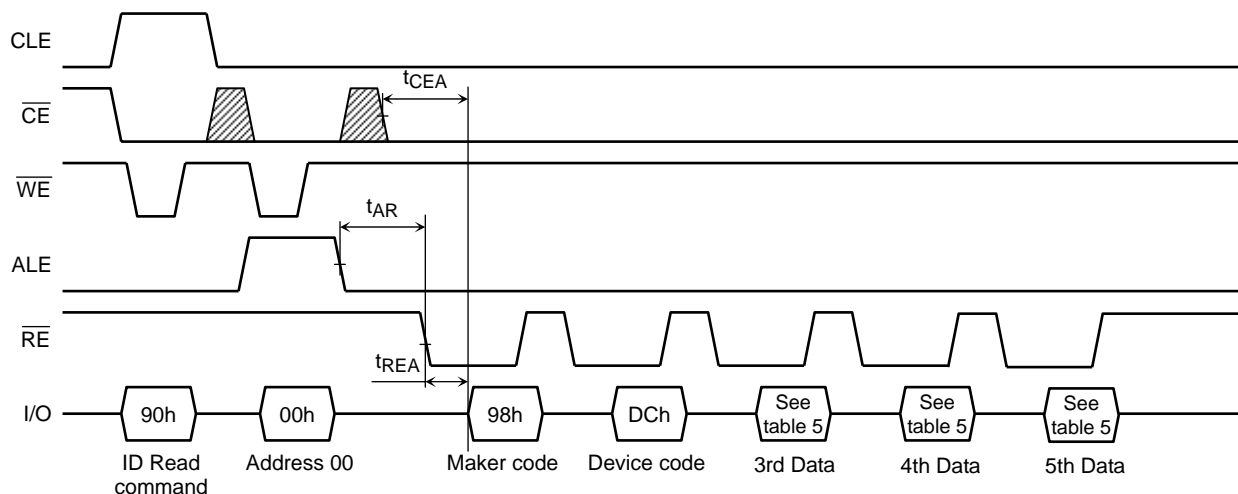 CLE
tCEA
CE
WE
tAR
ALE
RE
tREA
I/O
90h
00h
98h
DCh
See
table 5
See
table 5
See
table 5
ID Read
command
Address 00
Maker code
Device code
3rd Data
4th Data
5th Data